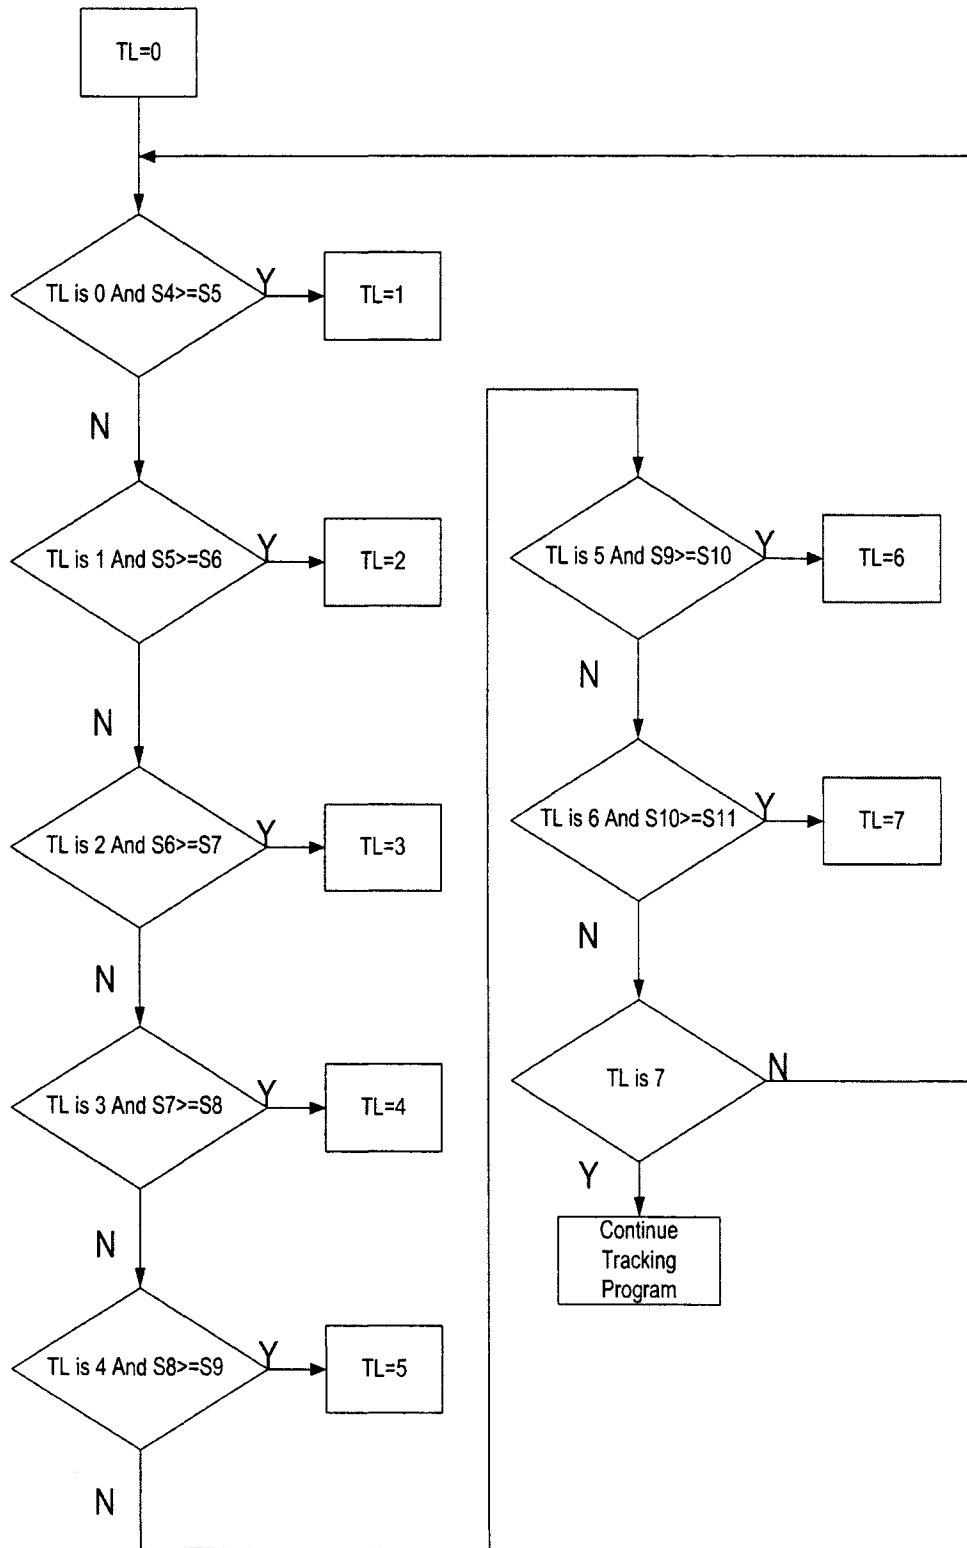 TL=0
TL is 0 And S4>=S5
Y
TL=1
N
TL is 1 And S5>=S6
Y
TL=2
N
TL is 2 And S6>=S7
Y
TL=3
N
TL is 3 And S7>=S8
Y
TL=4
N
TL is 4 And S8>=S9
Y
TL=5
N
TL is 5 And S9>=S10
Y
TL=6
N
TL is 6 And S10>=S11
Y
TL=7
N
TL is 7
N
Y
Continue
Tracking
Program